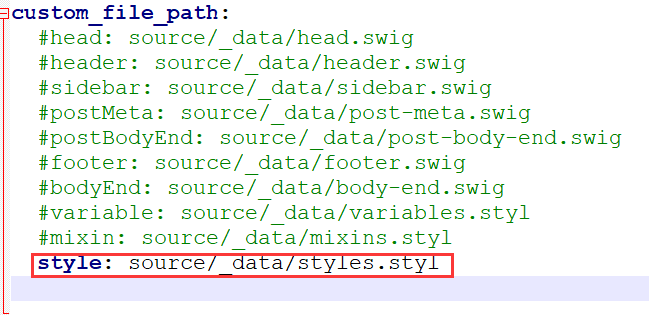 custom_file_path:
#head: source/_data/head.swig
#header: source/_data/header.swig
#sidebar: source/_data/sidebar.swig
#postMeta: source/_data/post-meta.swig
#postBodyEnd: source/_data/post-body-end.swig
#footer: source/_data/footer.swig
#bodyEnd: source/_data/body-end.swig
#variable: source/_data/variables.styl
#mixin: source/_data/mixins.styl
style: source/_data/styles.styl